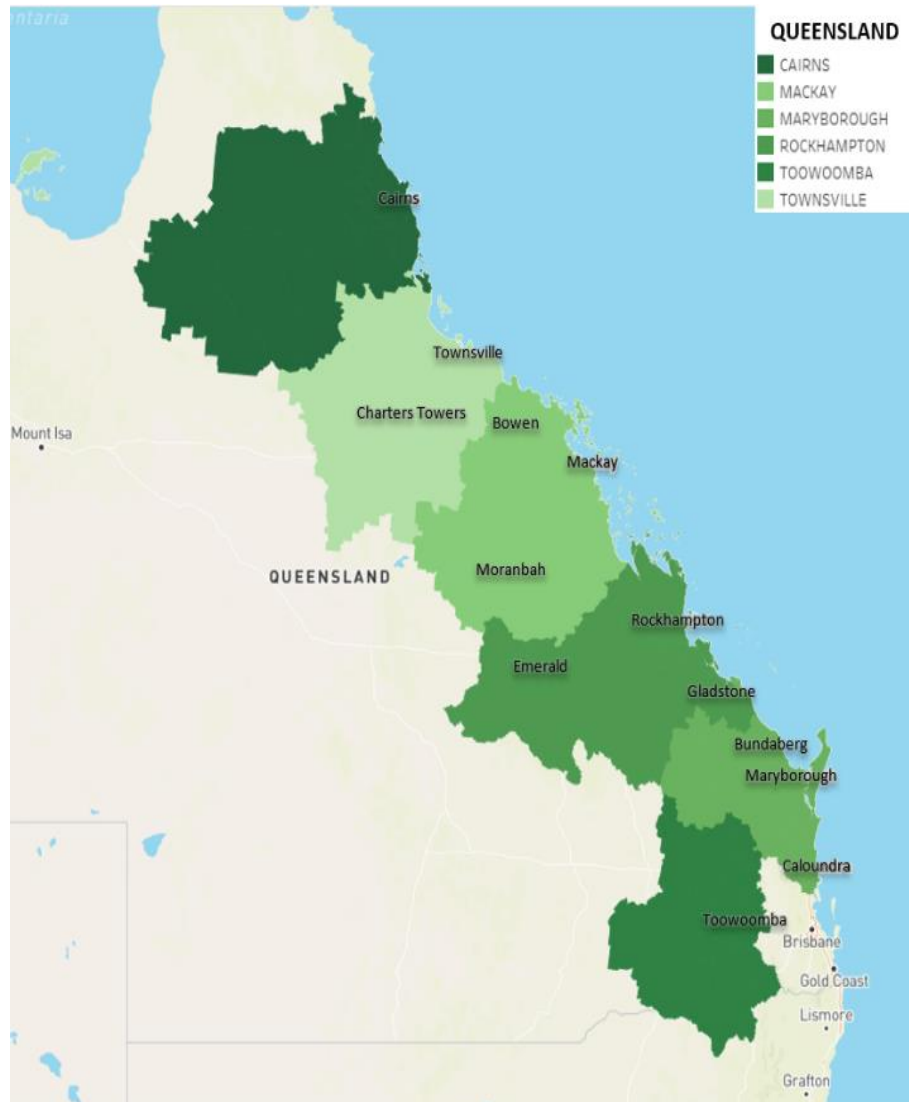 entaria
QUEENSLAND
CAIRNS
MACKAY
MARYBOROUGH
ROCKHAMPTON
TOOWOOMBA
TOWNSVILLE
Cairns
Townsville
Charters Towers
Bowen
Mount Isa
Mackay
Moranbah
QUEENSLAND
Rockhampton
Emerald
Gladstone
Bundaberg
Maryborough
Caloundra
Toowoomba
Brisbane
Gold Coast
Lismore
Grafton